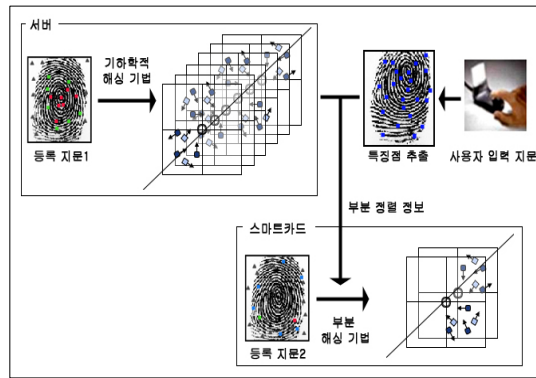 서버
기하학적
해싱 기법
등록 지문1
특징점 추출
사용자 입력 지문
부분 정렬 정보
스마트카드
부분
해싱 기법
등록 지문2